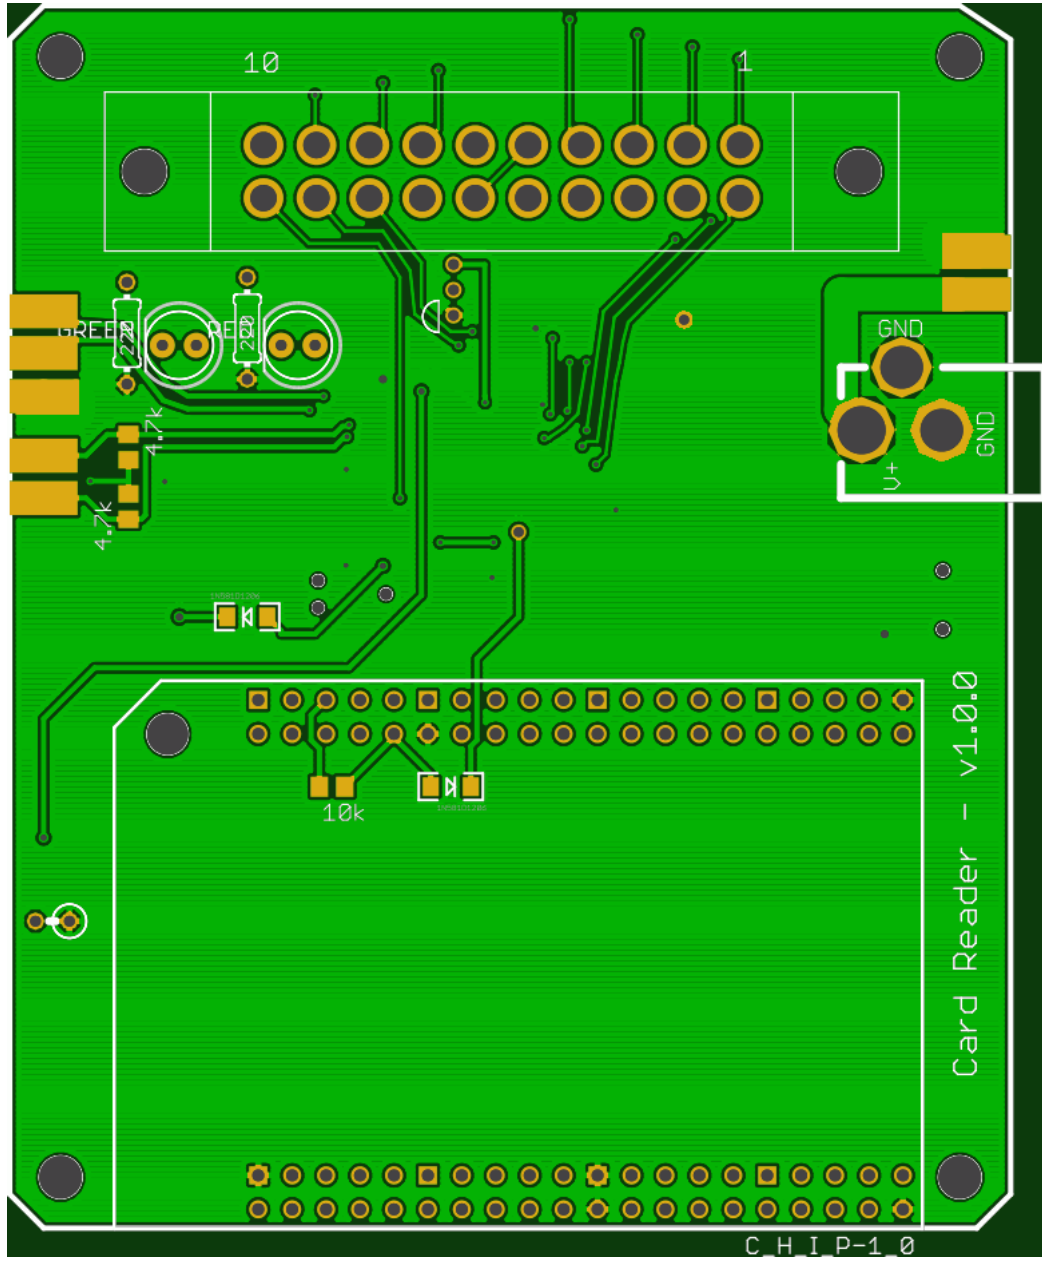 10
1
GREEN
220
RED
220
GND
GND
V+
4.7k
4.7k
10k
Card Reader - v1.0.0
C_H_I_P-1_0